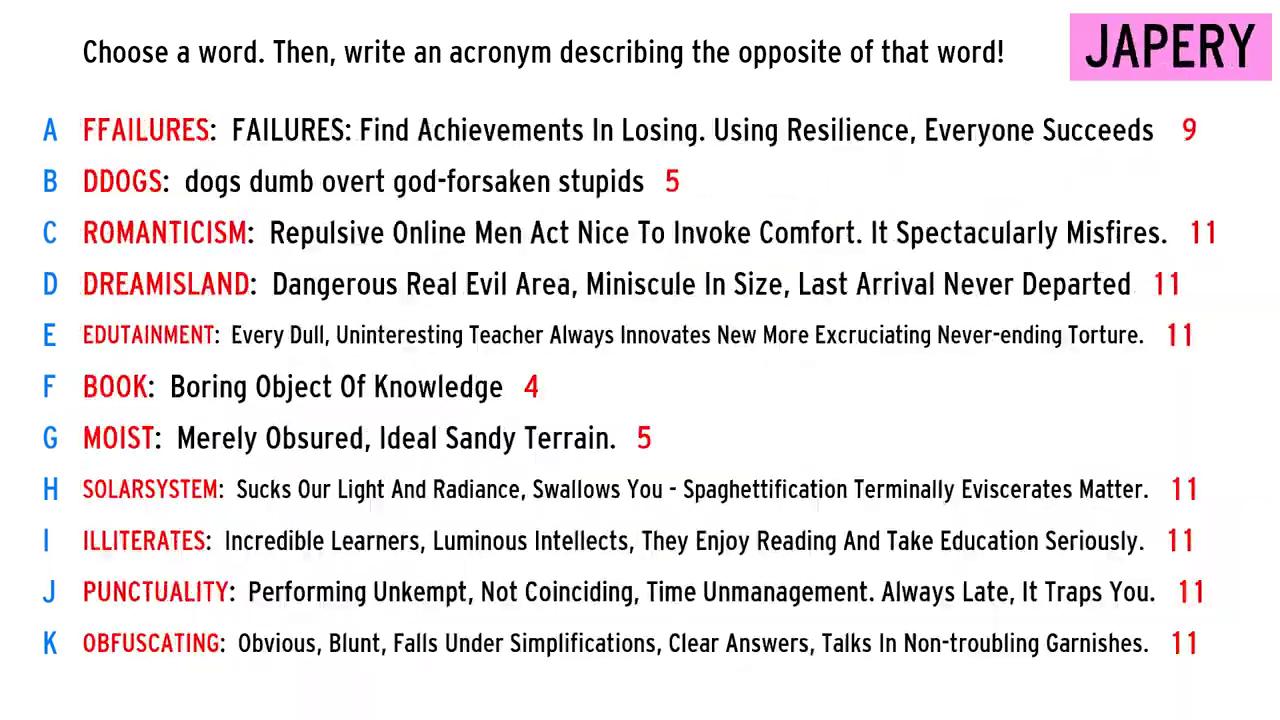 Choose a word. Then, write an acronym describing the opposite of that word!
JAPERY
A FFAILURES: FAILURES: Find Achievements In Losing. Using Resilience, Everyone Succeeds 9
B DDOGS: dogs dumb overt god-forsaken stupids 5
C ROMANTICISM: Repulsive Online Men Act Nice To Invoke Comfort. It Spectacularly Misfires. 11
D DREAMISLAND: Dangerous Real Evil Area, Miniscule In Size, Last Arrival Never Departed 11
E EDUTAINMENT: Every Dull, Uninteresting Teacher Always Innovates New More Excruciating Never-ending Torture. 11
F BOOK: Boring Object Of Knowledge 4
G MOIST: Merely Obsured, Ideal Sandy Terrain. 5
H SOLARSYSTEM: Sucks Our Light And Radiance, Swallows You - Spaghettification Terminally Eviscerates Matter. 11
I ILLITERATES: Incredible Learners, Luminous Intellects, They Enjoy Reading And Take Education Seriously. 11
J PUNCTUALITY: Performing Unkempt, Not Coinciding, Time Unmanagement. Always Late, It Traps You. 11
K OBFUSCATING: Obvious, Blunt, Falls Under Simplifications, Clear Answers, Talks In Non-troubling Garnishes. 11